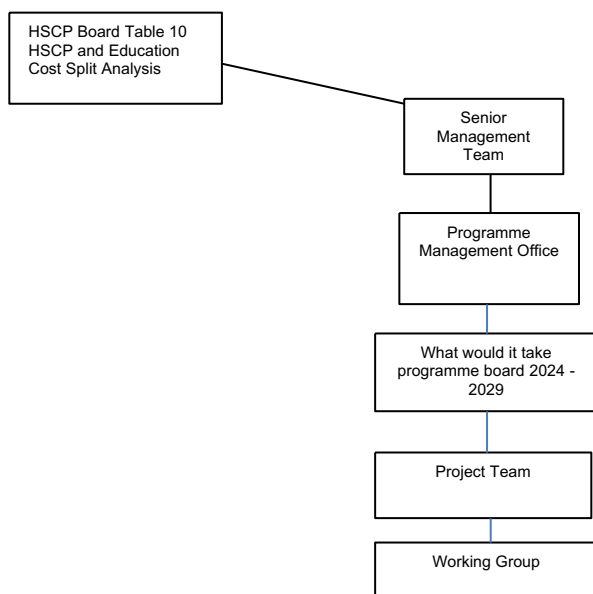 HSCP Board Table 10
HSCP and Education
Cost Split Analysis
Senior
Management
Team
Programme
Management Office
What would it take
programme board 2024 -
2029
Project Team
Working Group